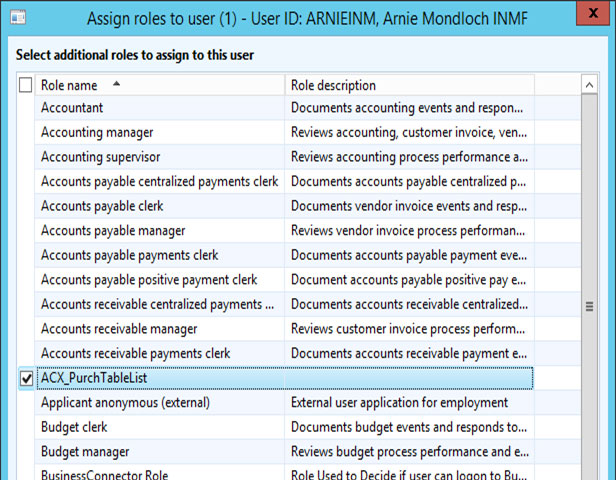 Assign roles to user (1) - User ID: ARNIEINM, Arnie Mondloch INMF
x
Select additional roles to assign to this user
Role name Role description
Accountant Documents accounting events and respon...
Accounting manager Reviews accounting, customer invoice, ven...
Accounting supervisor Reviews accounting process performance a...
Accounts payable centralized payments clerk Documents accounts payable centralized p...
Accounts payable clerk Documents vendor invoice events and resp...
Accounts payable manager Reviews vendor invoice process performan...
Accounts payable payments clerk Documents accounts payable payment eve...
Accounts payable positive payment clerk Document accounts payable positive pay e...
Accounts receivable centralized payments ... Documents accounts receivable centralized...
Accounts receivable manager Reviews customer invoice process perform...
Accounts receivable payments clerk Documents accounts receivable payment e...
ACX_PurchTableList
Applicant anonymous (external) External user application for employment
Budget clerk Documents budget events and responds to...
Budget manager Reviews budget process performance and e...
BusinessConnector Role Role Used to Decide if user can logon to Bu...